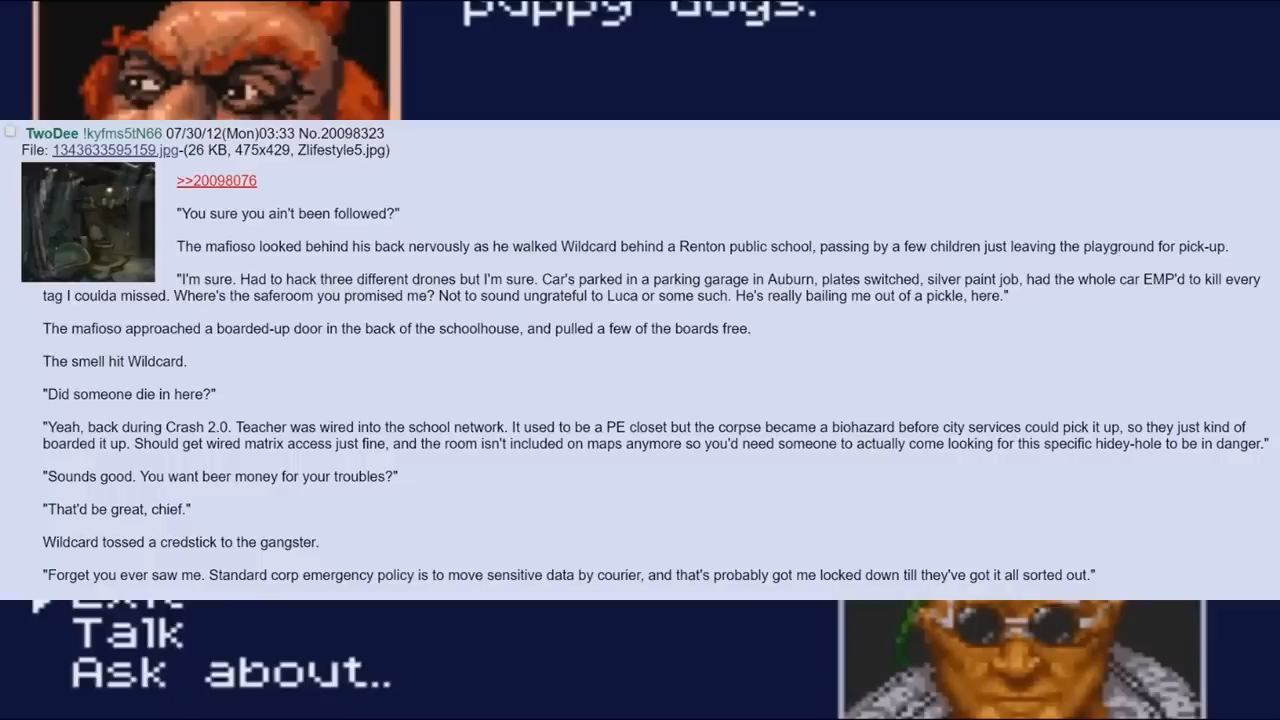 puppy dogs.
TwoDee !kyfms5tN66 07/30/12(Mon)03:33 No.20098323
File: 1343633595159.jpg-(26 KB, 475x429, Zlifestyle5.jpg)
>>20098076
"You sure you ain't been followed?"
The mafioso looked behind his back nervously as he walked Wildcard behind a Renton public school, passing by a few children just leaving the playground for pick-up.
"I'm sure. Had to hack three different drones but I'm sure. Car's parked in a parking garage in Auburn, plates switched, silver paint job, had the whole car EMP'd to kill every
tag I coulda missed. Where's the saferoom you promised me? Not to sound ungrateful to Luca or some such. He's really bailing me out of a pickle, here."
The mafioso approached a boarded-up door in the back of the schoolhouse, and pulled a few of the boards free.
The smell hit Wildcard.
"Did someone die in here?"
"Yeah, back during Crash 2.0. Teacher was wired into the school network. It used to be a PE closet but the corpse became a biohazard before city services could pick it up, so they just kind of
boarded it up. Should get wired matrix access just fine, and the room isn't included on maps anymore so you'd need someone to actually come looking for this specific hidey-hole to be in danger."
"Sounds good. You want beer money for your troubles?"
"That'd be great, chief."
Wildcard tossed a credstick to the gangster.
"Forget you ever saw me. Standard corp emergency policy is to move sensitive data by courier, and that's probably got me locked down till they've got it all sorted out."
Exit
Talk
Ask about..